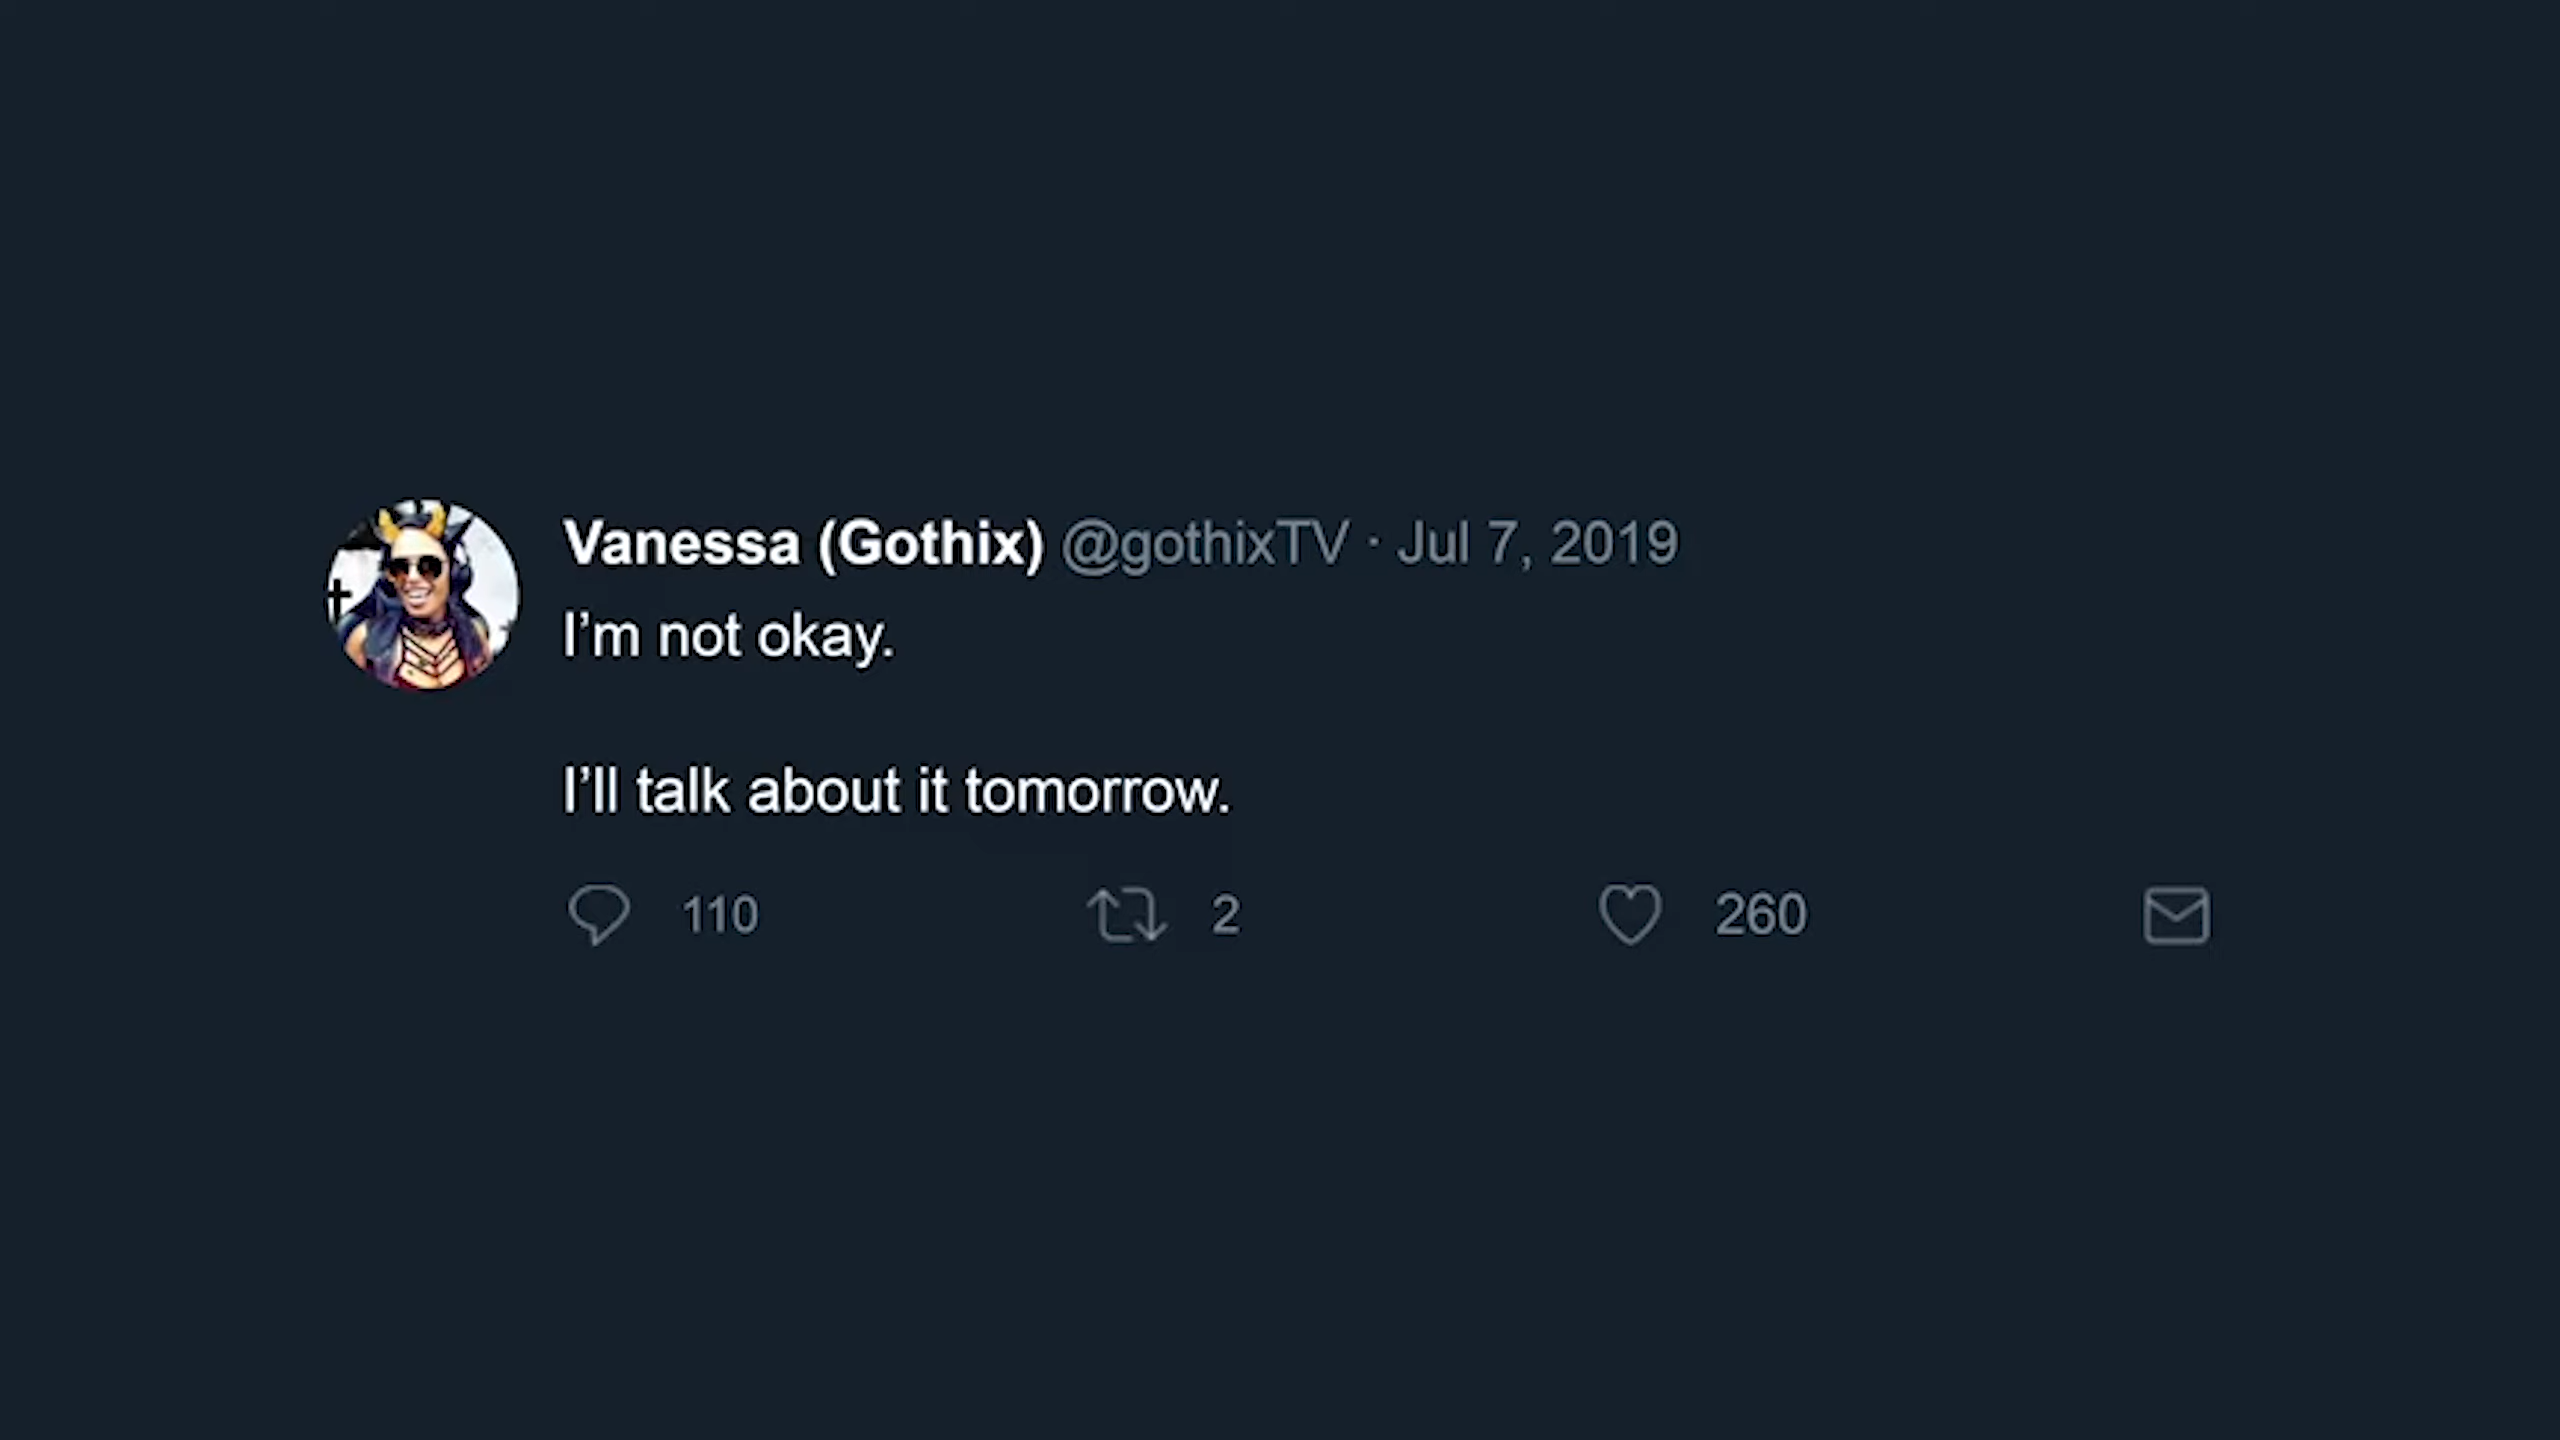 Vanessa (Gothix) @gothixTV · Jul 7, 2019
I’m not okay.
I’ll talk about it tomorrow.
110 2 260